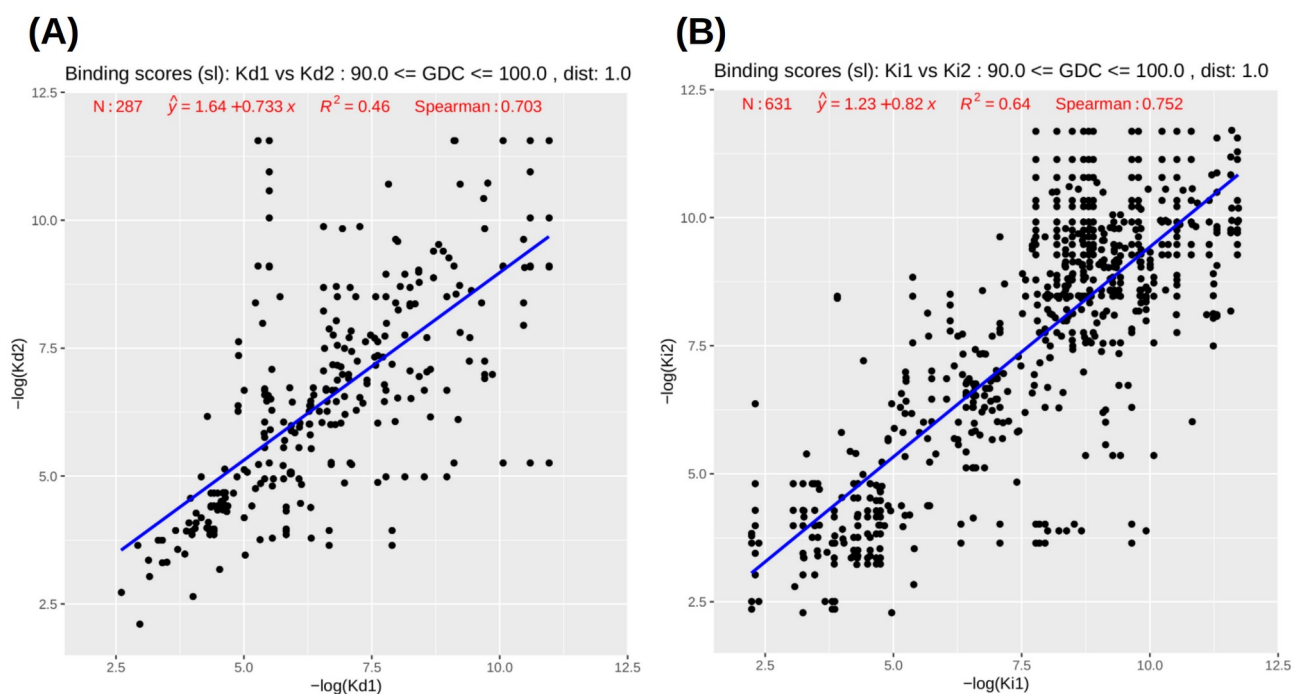 (A)
Binding scores (sl): Kd1 vs Kd2 : 90.0 <= GDC <= 100.0 , dist: 1.0
N : 287 ŷ = 1.64 +0.733 x R² = 0.46 Spearman : 0.703
12.5
10.0
7.5
5.0
2.5
−log(Kd2)
2.5 5.0 7.5 10.0 12.5
−log(Kd1)
(B)
Binding scores (sl): Ki1 vs Ki2 : 90.0 <= GDC <= 100.0 , dist: 1.0
N : 631 ŷ = 1.23 +0.82 x R² = 0.64 Spearman : 0.752
12.5
10.0
7.5
5.0
2.5
−log(Ki2)
2.5 5.0 7.5 10.0 12.5
−log(Ki1)